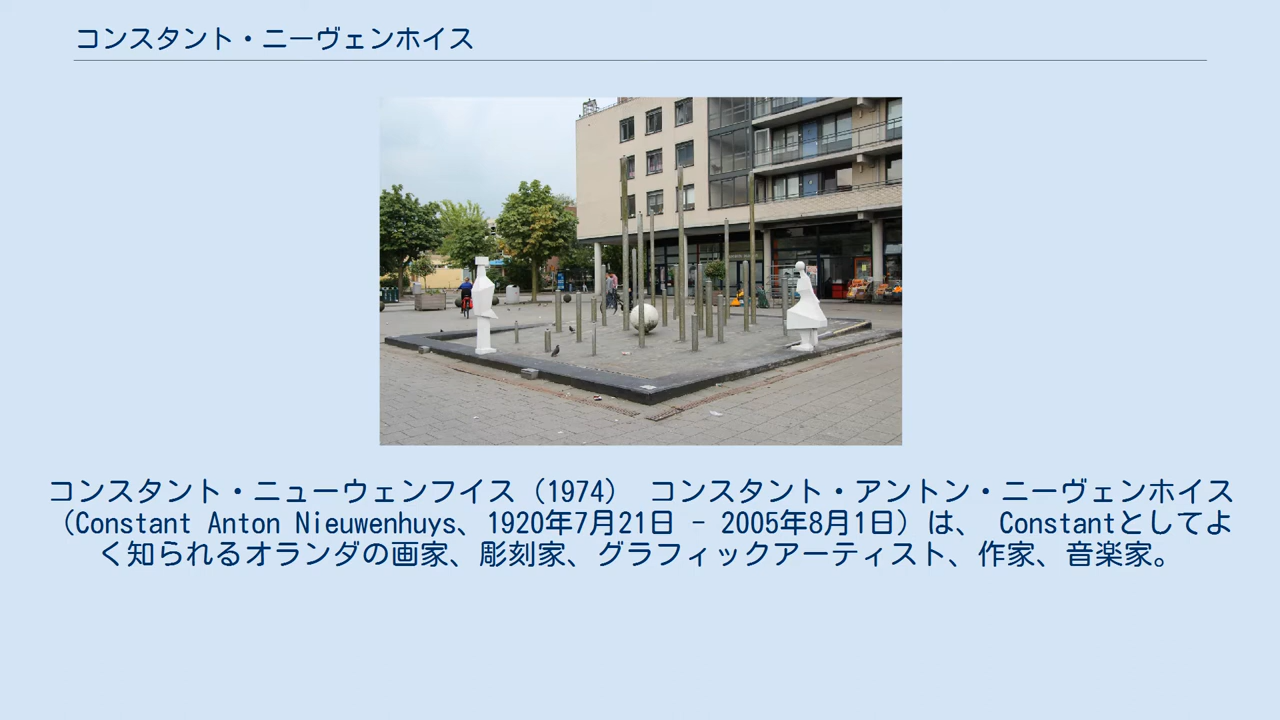 コンスタント・ニーヴェンホイス
コンスタント・ニューウェンフイス（1974） コンスタント・アントン・ニーヴェンホイス
（Constant Anton Nieuwenhuys、1920年7月21日 - 2005年8月1日）は、 Constantとしてよ
く知られるオランダの画家、彫刻家、グラフィックアーティスト、作家、音楽家。